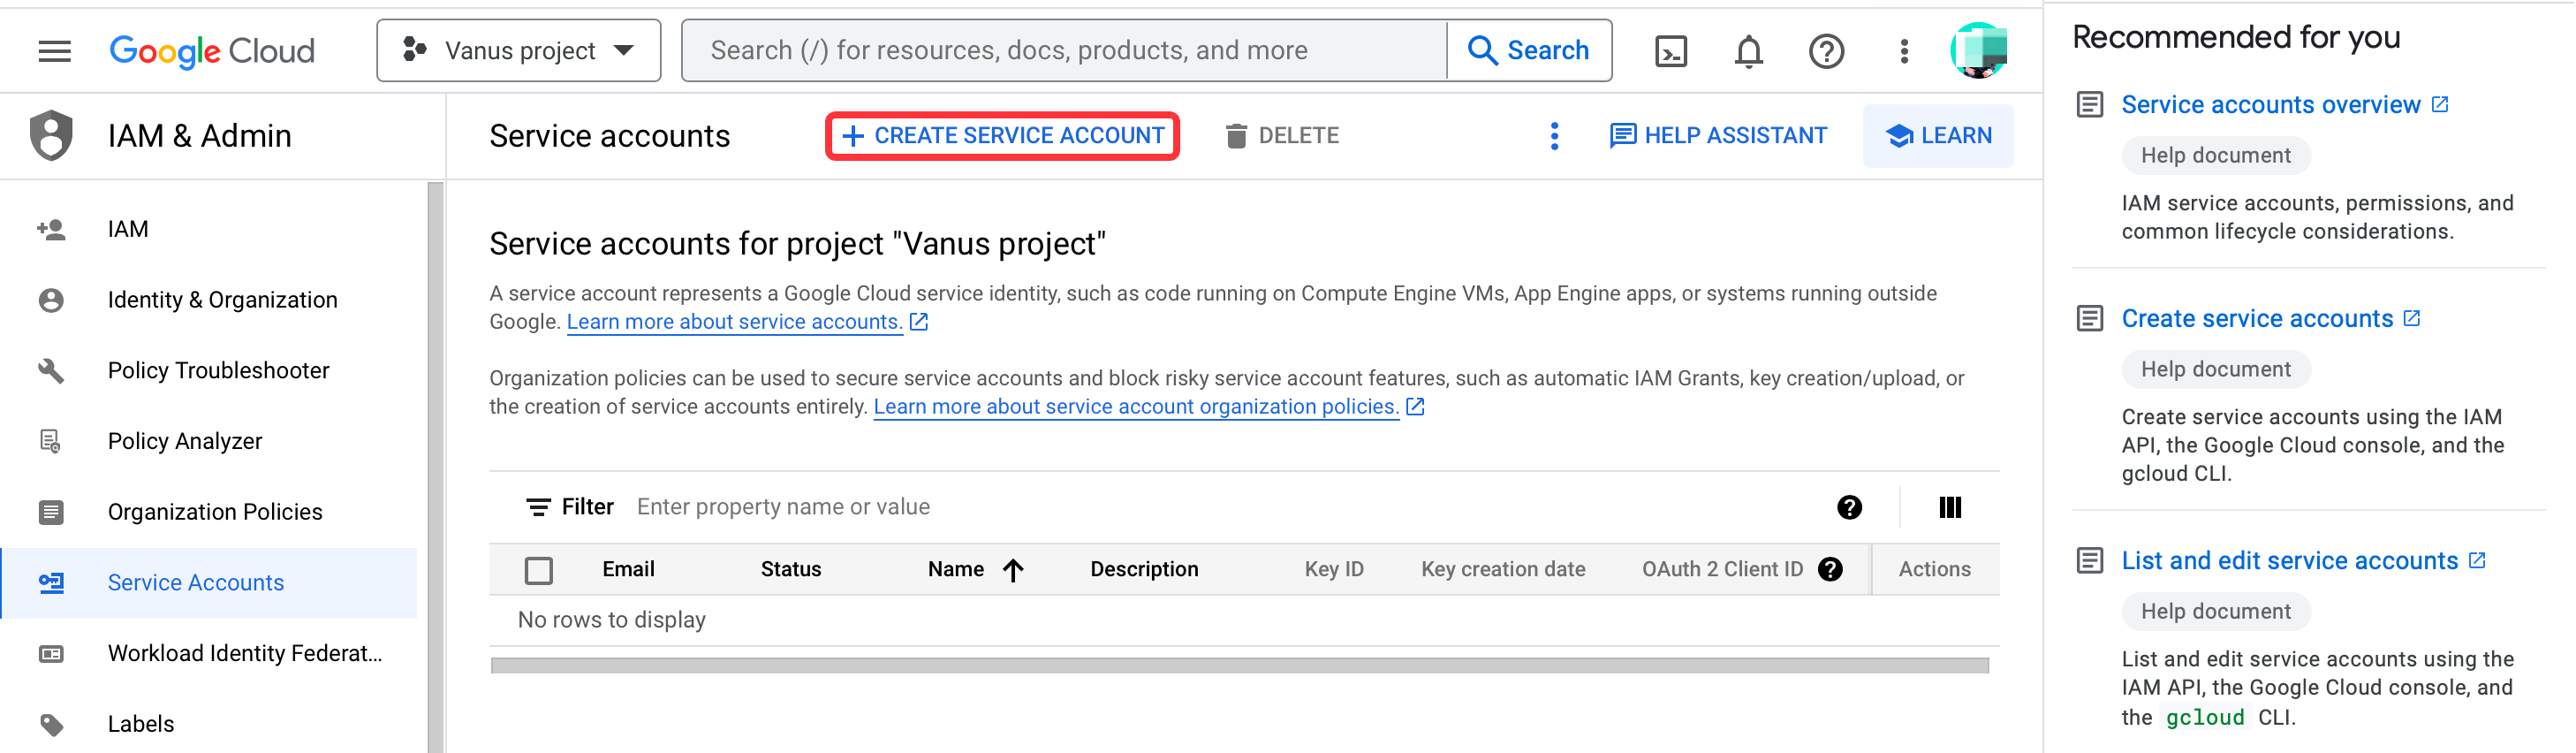 Google Cloud
Vanus project
Search (/) for resources, docs, products, and more
Search
IAM & Admin
IAM
Identity & Organization
Policy Troubleshooter
Policy Analyzer
Organization Policies
Service Accounts
Workload Identity Federat...
Labels
Service accounts
CREATE SERVICE ACCOUNT
DELETE
HELP ASSISTANT
LEARN
Service accounts for project "Vanus project"
A service account represents a Google Cloud service identity, such as code running on Compute Engine VMs, App Engine apps, or systems running outside
Google. Learn more about service accounts.
Organization policies can be used to secure service accounts and block risky service account features, such as automatic IAM Grants, key creation/upload, or
the creation of service accounts entirely. Learn more about service account organization policies.
Filter Enter property name or value
Email Status Name Description Key ID Key creation date OAuth 2 Client ID Actions
No rows to display
Recommended for you
Service accounts overview
Help document
IAM service accounts, permissions, and
common lifecycle considerations.
Create service accounts
Help document
Create service accounts using the IAM
API, the Google Cloud console, and the
gcloud CLI.
List and edit service accounts
Help document
List and edit service accounts using the
IAM API, the Google Cloud console, and
the gcloud CLI.